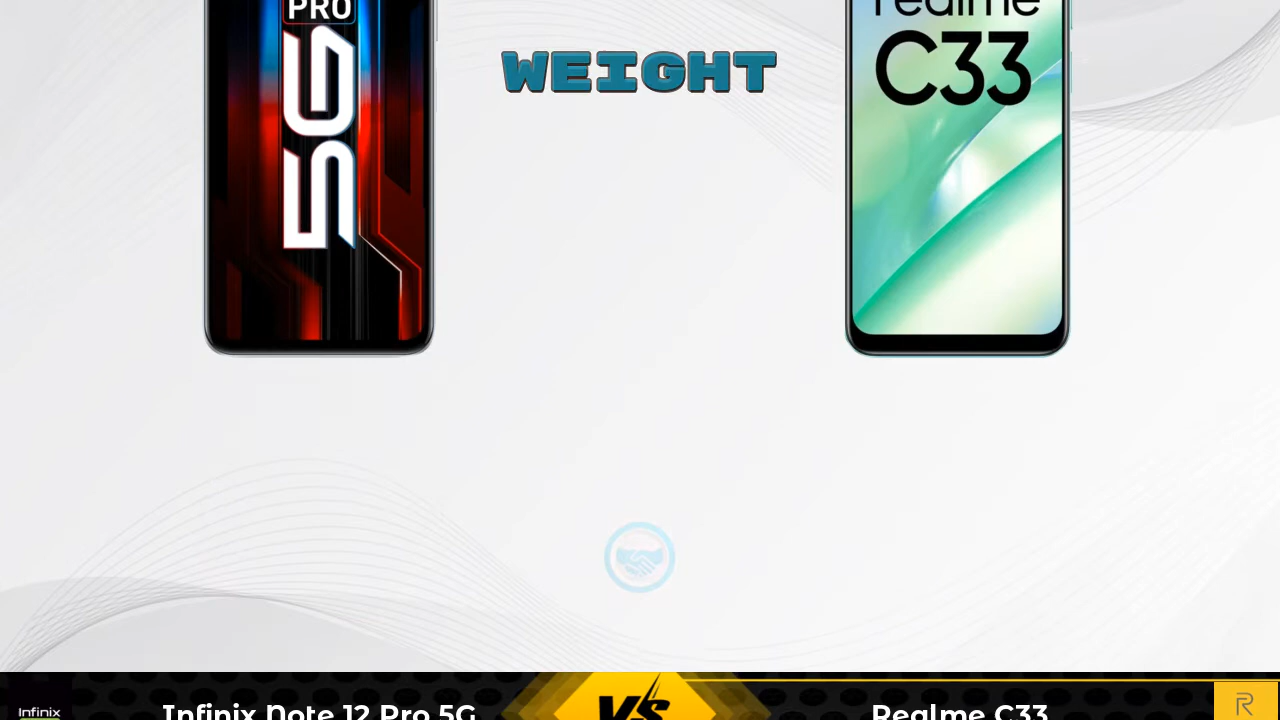 PRO
5G
WEIGHT
realme
C33
Infinix
Infinix Note 12 Pro 5G
VS
Realme C33
R